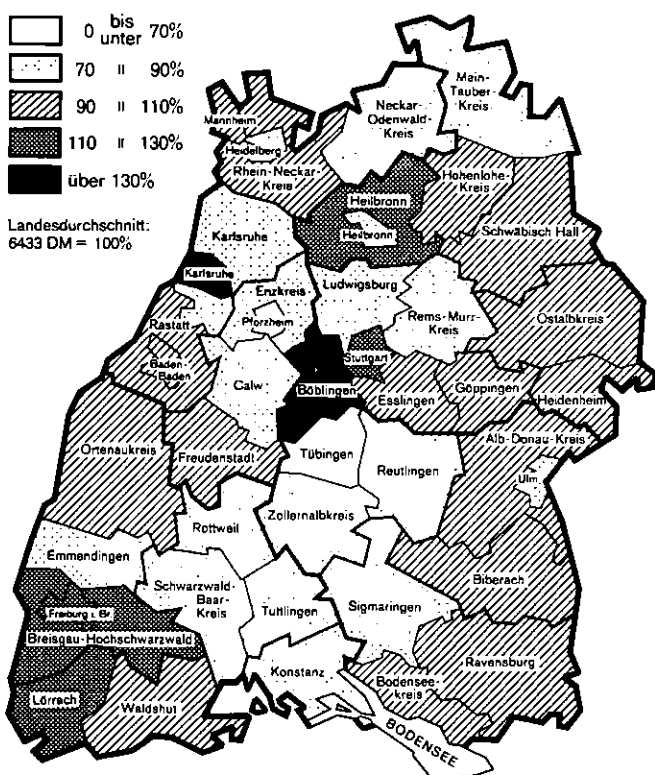 0 bis unter 70%
70 " 90%
90 " 110%
110 " 130%
über 130%
Landesdurchschnitt:
6433 DM = 100%
Main-
Tauber-
Kreis
Neckar-
Odenwald-
Kreis
Mannheim
Heidelberg
Rhein-Neckar-
Kreis
Hohenlohe-
Kreis
Heilbronn
Heilbronn
Schwäbisch Hall
Karlsruhe
Karlsruhe
Enzkreis
Ludwigsburg
Pforzheim
Rems-Murr-
Kreis
Ostalbkreis
Rastatt
Baden-
Baden
Stuttgart
Calw
Böblingen
Esslingen
Göppingen
Heidenheim
Alb-Donau-Kreis
Ortenaukreis
Freudenstadt
Tübingen
Reutlingen
Ulm
Rottweil
Zollernalbkreis
Emmendingen
Schwarzwald-
Baar-
Kreis
Biberach
Tuttlingen
Sigmaringen
Freiburg i. Br.
Breisgau-Hochschwarzwald
Ravensburg
Konstanz
Bodensee-
kreis
Lörrach
Waldshut
BODENSEE